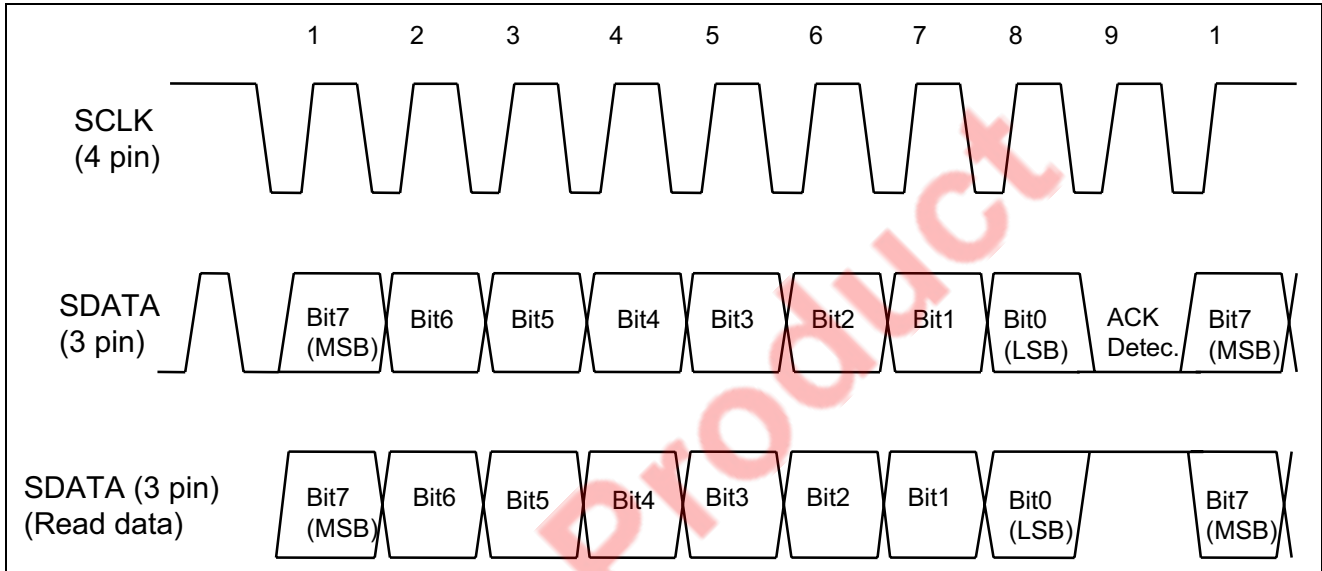 1 2 3 4 5 6 7 8 9 1
SCLK
(4 pin)
SDATA
(3 pin)
Bit7
(MSB)
Bit6
Bit5
Bit4
Bit3
Bit2
Bit1
Bit0
(LSB)
ACK
Detec.
Bit7
(MSB)
SDATA (3 pin)
(Read data)
Bit7
(MSB)
Bit6
Bit5
Bit4
Bit3
Bit2
Bit1
Bit0
(LSB)
Bit7
(MSB)
Product